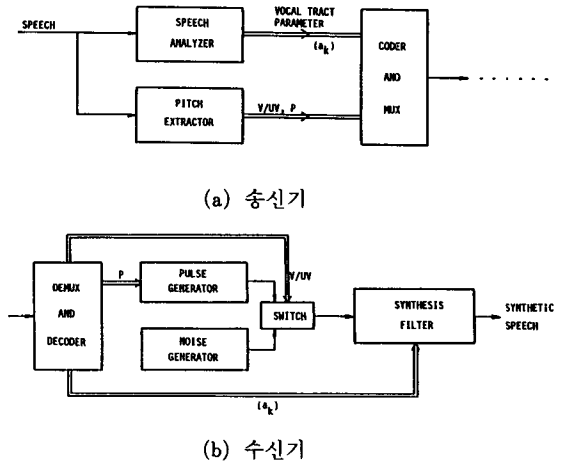 SPEECH
SPEECH
ANALYZER
VOCAL TRACT
PARAMETER
(a_k)
PITCH
EXTRACTOR
V/UV, P
CODER
AND
MUX
(a) 송신기
DEMUX
AND
DECODER
P
PULSE
GENERATOR
NOISE
GENERATOR
V/UV
SWITCH
SYNTHESIS
FILTER
SYNTHETIC
SPEECH
(a_k)
(b) 수신기